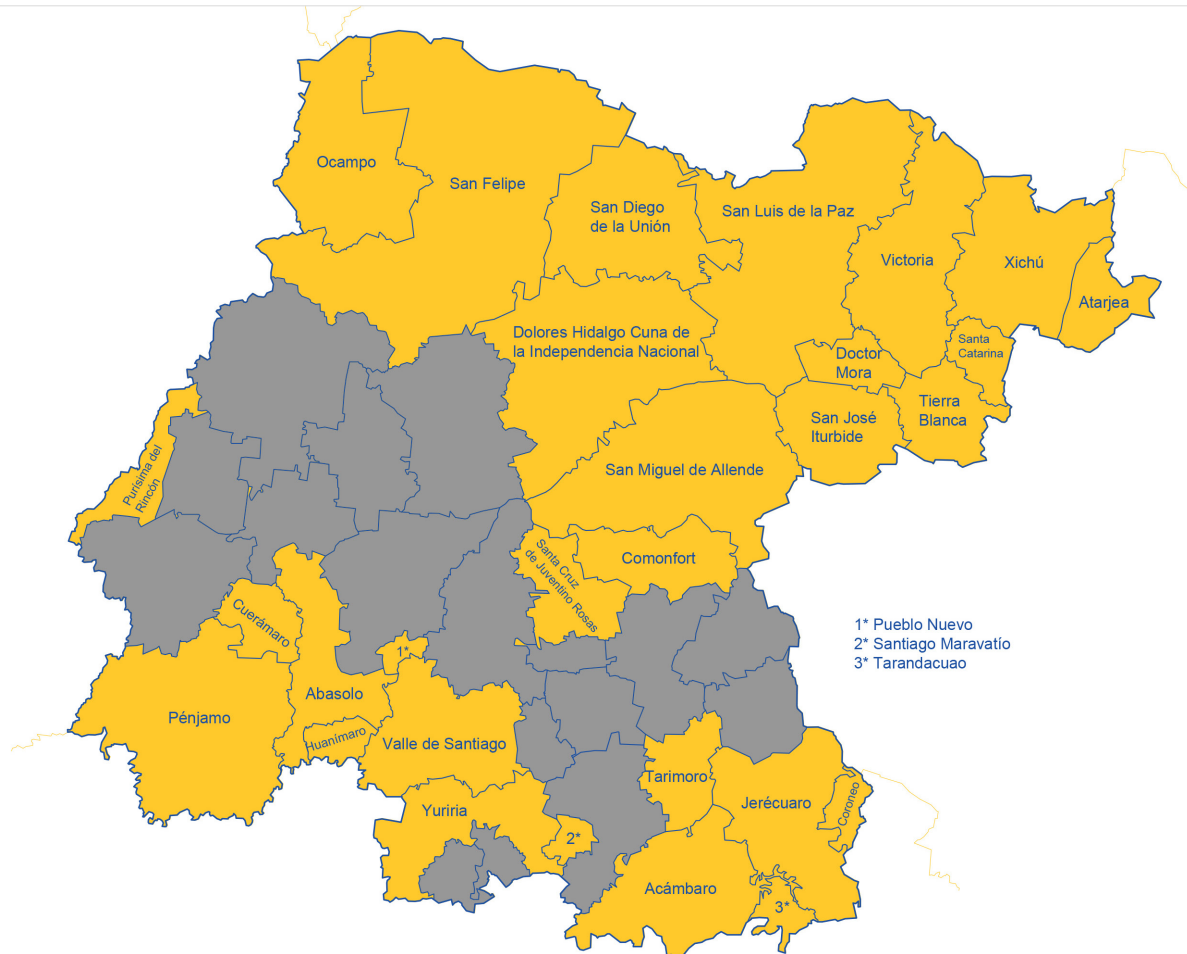 Ocampo
San Felipe
San Diego
de la Unión
San Luis de la Paz
Victoria
Xichú
Atarjea
Dolores Hidalgo Cuna de
la Independencia Nacional
Doctor
Mora
Santa
Catarina
Tierra
Blanca
San José
Iturbide
San Miguel de Allende
Purísima del
Rincón
Santa Cruz
de Juventino Rosas
Comonfort
Cuerámaro
1* Pueblo Nuevo
2* Santiago Maravatío
3* Tarandacuao
1*
Abasolo
Pénjamo
Huanímaro
Valle de Santiago
Tarimoro
Jerécuaro
Coroneo
Yuriria
2*
Acámbaro
3*